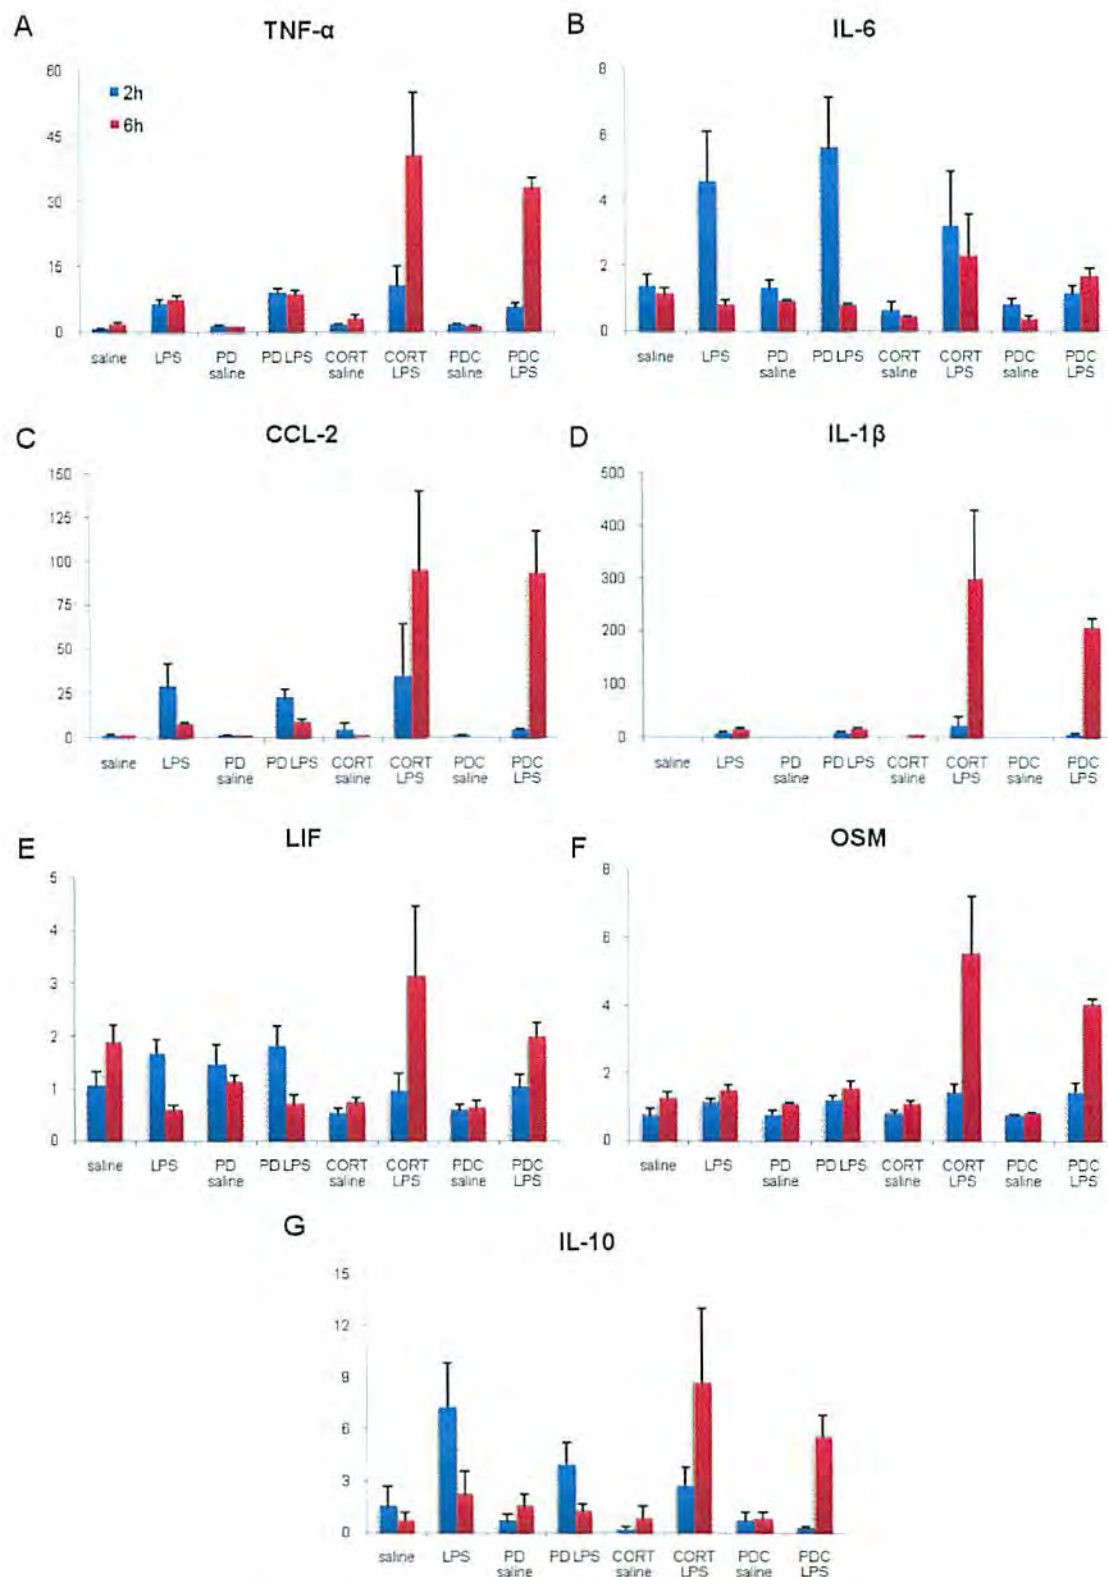 A
TNF-α
60
45
30
15
0
2h
6h
saline LPS PD saline PD LPS CORT saline CORT LPS PDC saline PDC LPS
B
IL-6
8
6
4
2
0
saline LPS PD saline PD LPS CORT saline CORT LPS PDC saline PDC LPS
C
CCL-2
150
125
100
75
50
25
0
saline LPS PD saline PD LPS CORT saline CORT LPS PDC saline PDC LPS
D
IL-1β
500
400
300
200
100
0
saline LPS PD saline PD LPS CORT saline CORT LPS PDC saline PDC LPS
E
LIF
5
4
3
2
1
0
saline LPS PD saline PD LPS CORT saline CORT LPS PDC saline PDC LPS
F
OSM
8
6
4
2
0
saline LPS PD saline PD LPS CORT saline CORT LPS PDC saline PDC LPS
G
IL-10
15
12
9
6
3
0
saline LPS PD saline PD LPS CORT saline CORT LPS PDC saline PDC LPS